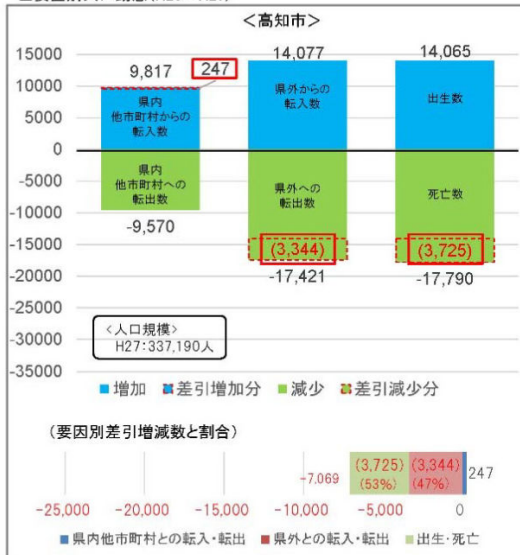 <高知市>
15000
10000
5000
0
-5000
-10000
-15000
-20000
-25000
-30000
-35000
9,817
247
14,077
14,065
県内
他市町村からの
転入数
県外からの
転入数
出生数
県内
他市町村への
転出数
県外への
転出数
死亡数
-9,570
(3,344)
(3,725)
-17,421
-17,790
<人口規模>
H27:337,190人
増加
差引増加分
減少
差引減少分
(要因別差引増減数と割合)
-7,069
(3,725)
(53%)
(3,344)
(47%)
247
-25,000
-20,000
-15,000
-10,000
-5,000
0
県内他市町村との転入・転出
県外との転入・転出
出生・死亡